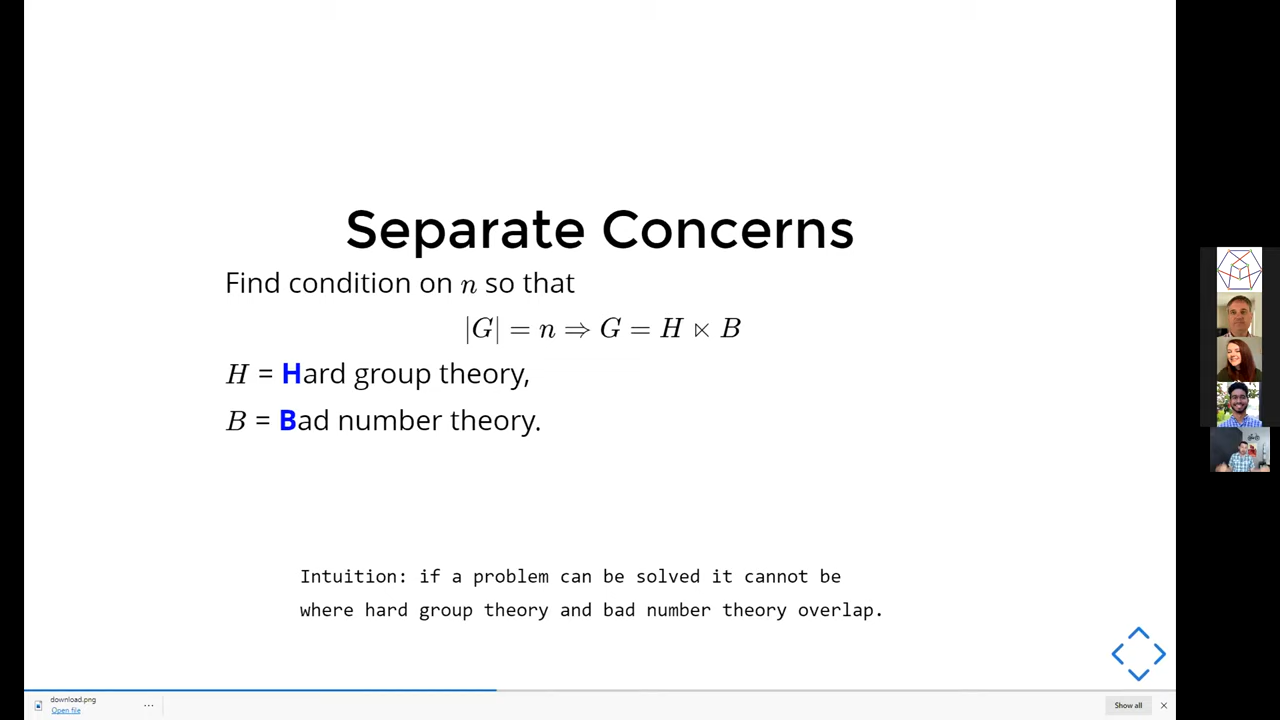 Separate Concerns
Find condition on n so that
|G| = n ⇒ G = H ⋉ B
H = Hard group theory,
B = Bad number theory.
Intuition: if a problem can be solved it cannot be
where hard group theory and bad number theory overlap.
download.png
Open file
...
Show all